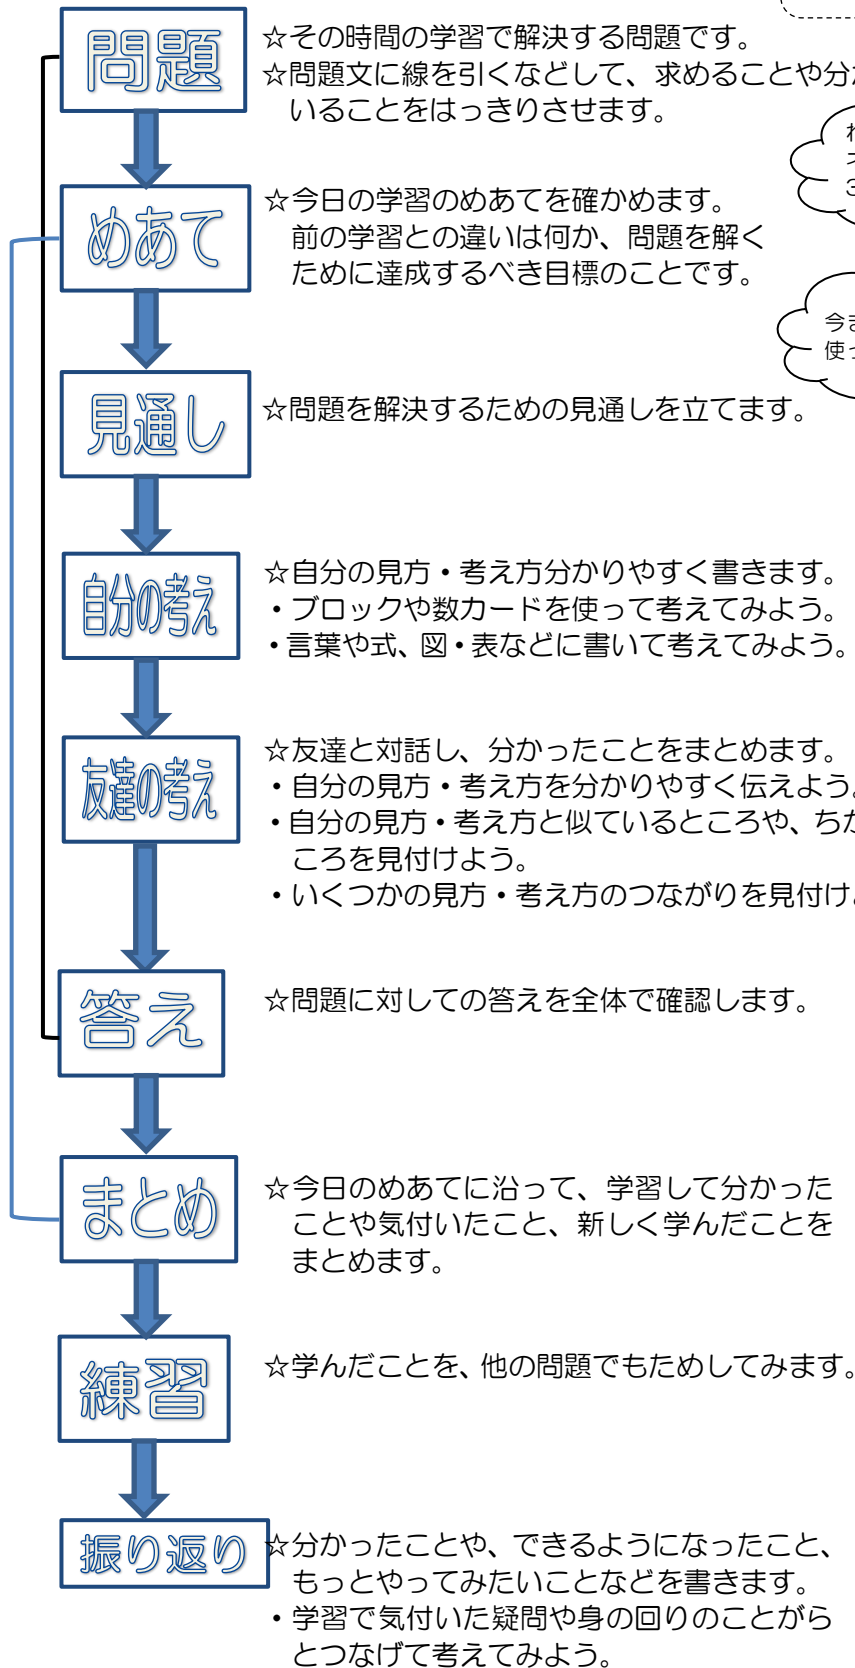 問題
☆その時間の学習で解決する問題です。
☆問題文に線を引くなどして、求めることや分か
いることをはっきりさせます。
めあて
☆今日の学習のめあてを確かめます。
前の学習との違いは何か、問題を解く
ために達成するべき目標のことです。
今ま
使っ
見通し
☆問題を解決するための見通しを立てます。
自分の考え
☆自分の見方・考え方分かりやすく書きます。
・ブロックや数カードを使って考えてみよう。
・言葉や式、図・表などに書いて考えてみよう。
友達の考え
☆友達と対話し、分かったことをまとめます。
・自分の見方・考え方を分かりやすく伝えよう。
・自分の見方・考え方と似ているところや、ちが
ころを見付けよう。
・いくつかの見方・考え方のつながりを見付け
答え
☆問題に対しての答えを全体で確認します。
まとめ
☆今日のめあてに沿って、学習して分かった
ことや気付いたこと、新しく学んだことを
まとめます。
練習
☆学んだことを、他の問題でもためしてみます。
振り返り
☆分かったことや、できるようになったこと、
もっとやってみたいことなどを書きます。
・学習で気付いた疑問や身の回りのことがら
とつなげて考えてみよう。